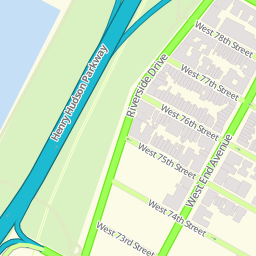 West 78th Street
Henry Hudson Parkway
Riverside Drive
West 77th Street
West 76th Street
West End Avenue
West 75th Street
West 74th Street
West 73rd Street